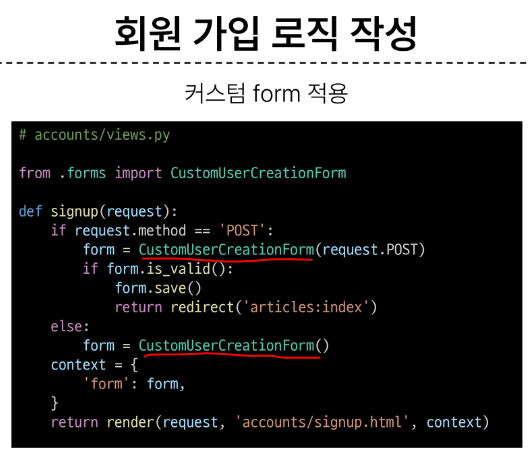 회원 가입 로직 작성
커스텀 form 적용
# accounts/views.py
from .forms import CustomUserCreationForm
def signup(request):
    if request.method == 'POST':
        form = CustomUserCreationForm(request.POST)
        if form.is_valid():
            form.save()
            return redirect('articles:index')
    else:
        form = CustomUserCreationForm()
    context = {
        'form': form,
    }
    return render(request, 'accounts/signup.html', context)